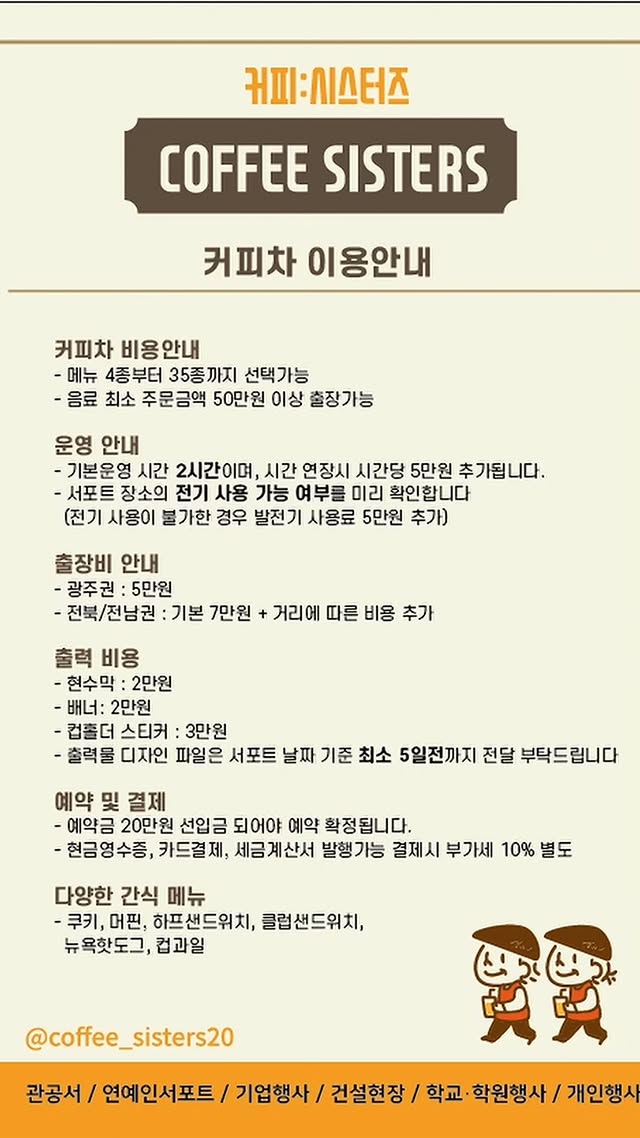 커피:시스터즈
COFFEE SISTERS
커피차 이용안내
커피차 비용안내
- 메뉴 4종부터 35종까지 선택가능
- 음료 최소 주문금액 50만원 이상 출장가능
운영 안내
- 기본운영 시간 2시간이며, 시간 연장시 시간당 5만원 추가됩니다.
- 서포트 장소의 전기 사용 가능 여부를 미리 확인합니다
(전기 사용이 불가한 경우 발전기 사용료 5만원 추가)
출장비 안내
- 광주권 : 5만원
- 전북/전남권 : 기본 7만원 + 거리에 따른 비용 추가
출력 비용
- 현수막 : 2만원
- 배너: 2만원
- 컵홀더 스티커 : 3만원
- 출력물 디자인 파일은 서포트 날짜 기준 최소 5일전까지 전달 부탁드립니다
예약 및 결제
- 예약금 20만원 선입금 되어야 예약 확정됩니다.
- 현금영수증, 카드결제, 세금계산서 발행가능 결제시 부가세 10% 별도
다양한 간식 메뉴
- 쿠키, 머핀, 하프샌드위치, 클럽샌드위치,
뉴욕핫도그, 컵과일
@coffee_sisters20
관공서 / 연예인서포트 / 기업행사 / 건설현장 / 학교·학원행사 / 개인행사